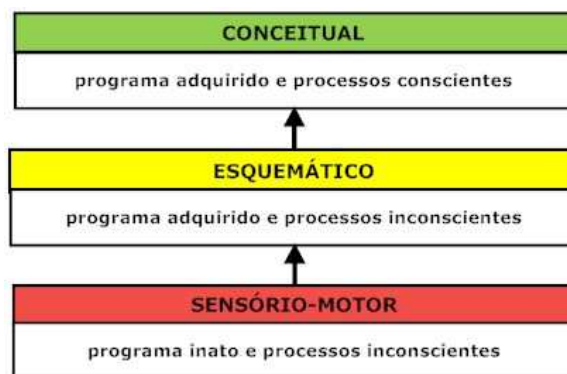 CONCEITUAL
programa adquirido e processos conscientes
ESQUEMÁTICO
programa adquirido e processos inconscientes
SENSÓRIO-MOTOR
programa inato e processos inconscientes